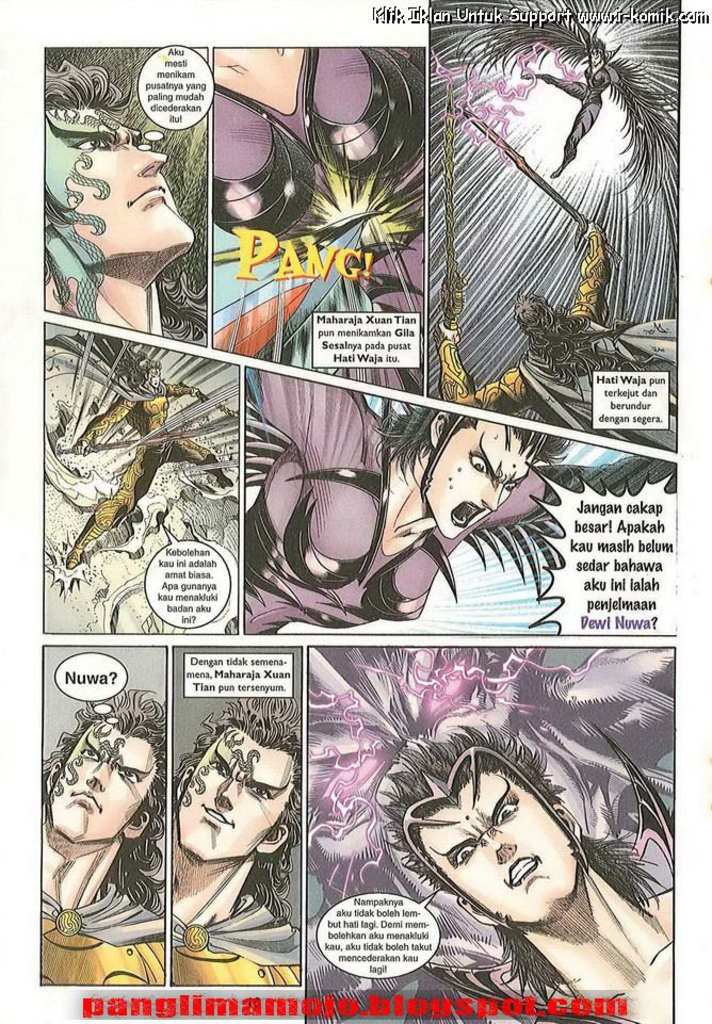 Klik Iklan Untuk Support www.i-komik.com
Aku
mesti
menikam
pusatnya yang
paling mudah
dicederakan
itu!
PANG!
Maharaja Xuan Tian
pun menikamkan Gila
Sesalnya pada pusat
Hati Waja itu.
Hati Waja pun
terkejut dan
berundur
dengan segera.
Kebolehan
kau ini adalah
amat biasa.
Apa gunanya
kau menakluki
badan aku
ini?
Jangan cakap
besar! Apakah
kau masih belum
sedar bahawa
aku ini ialah
penjelmaan
Dewi Nuwa?
Nuwa?
Dengan tidak semena-
mena, Maharaja Xuan
Tian pun tersenyum.
Nampaknya
aku tidak boleh lem-
but hati lagi. Demi mem-
bolehkan aku menakluki
kau, aku tidak boleh takut
mencederakan kau
lagi!
panglimamojo.blogspot.com